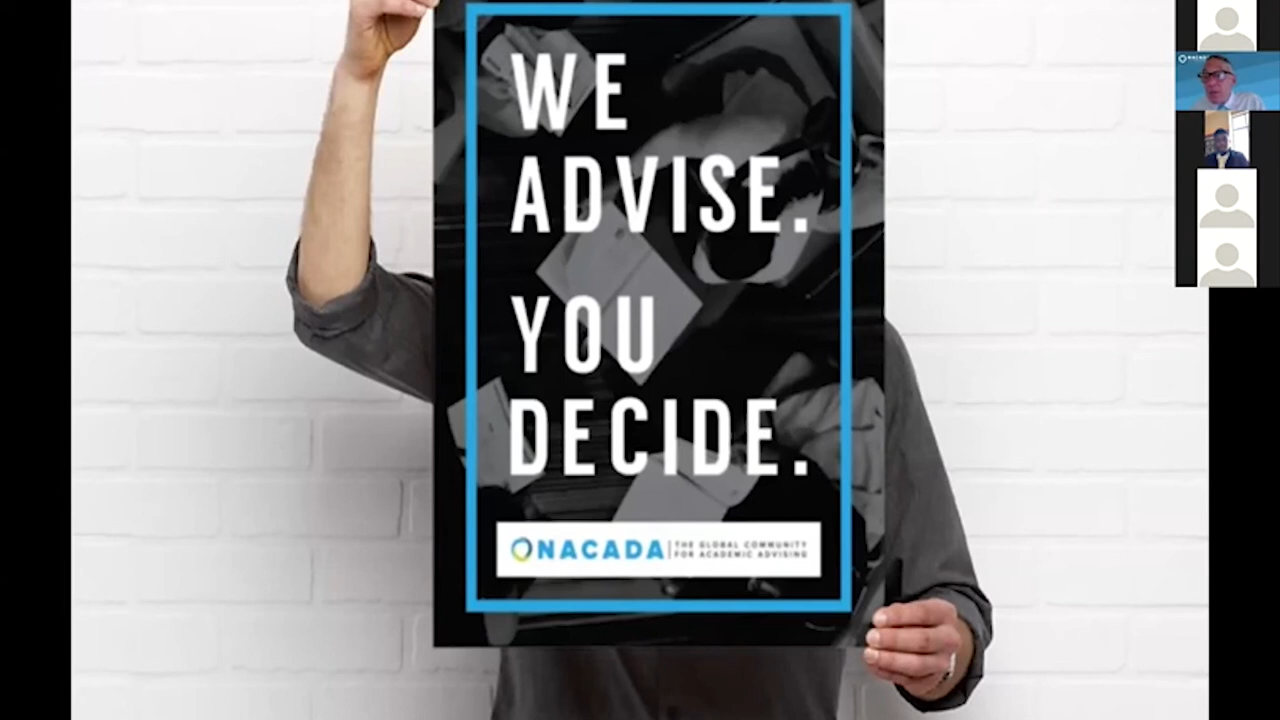 WE
ADVISE.
YOU
DECIDE.
NACADA
THE GLOBAL COMMUNITY
FOR ACADEMIC ADVISING